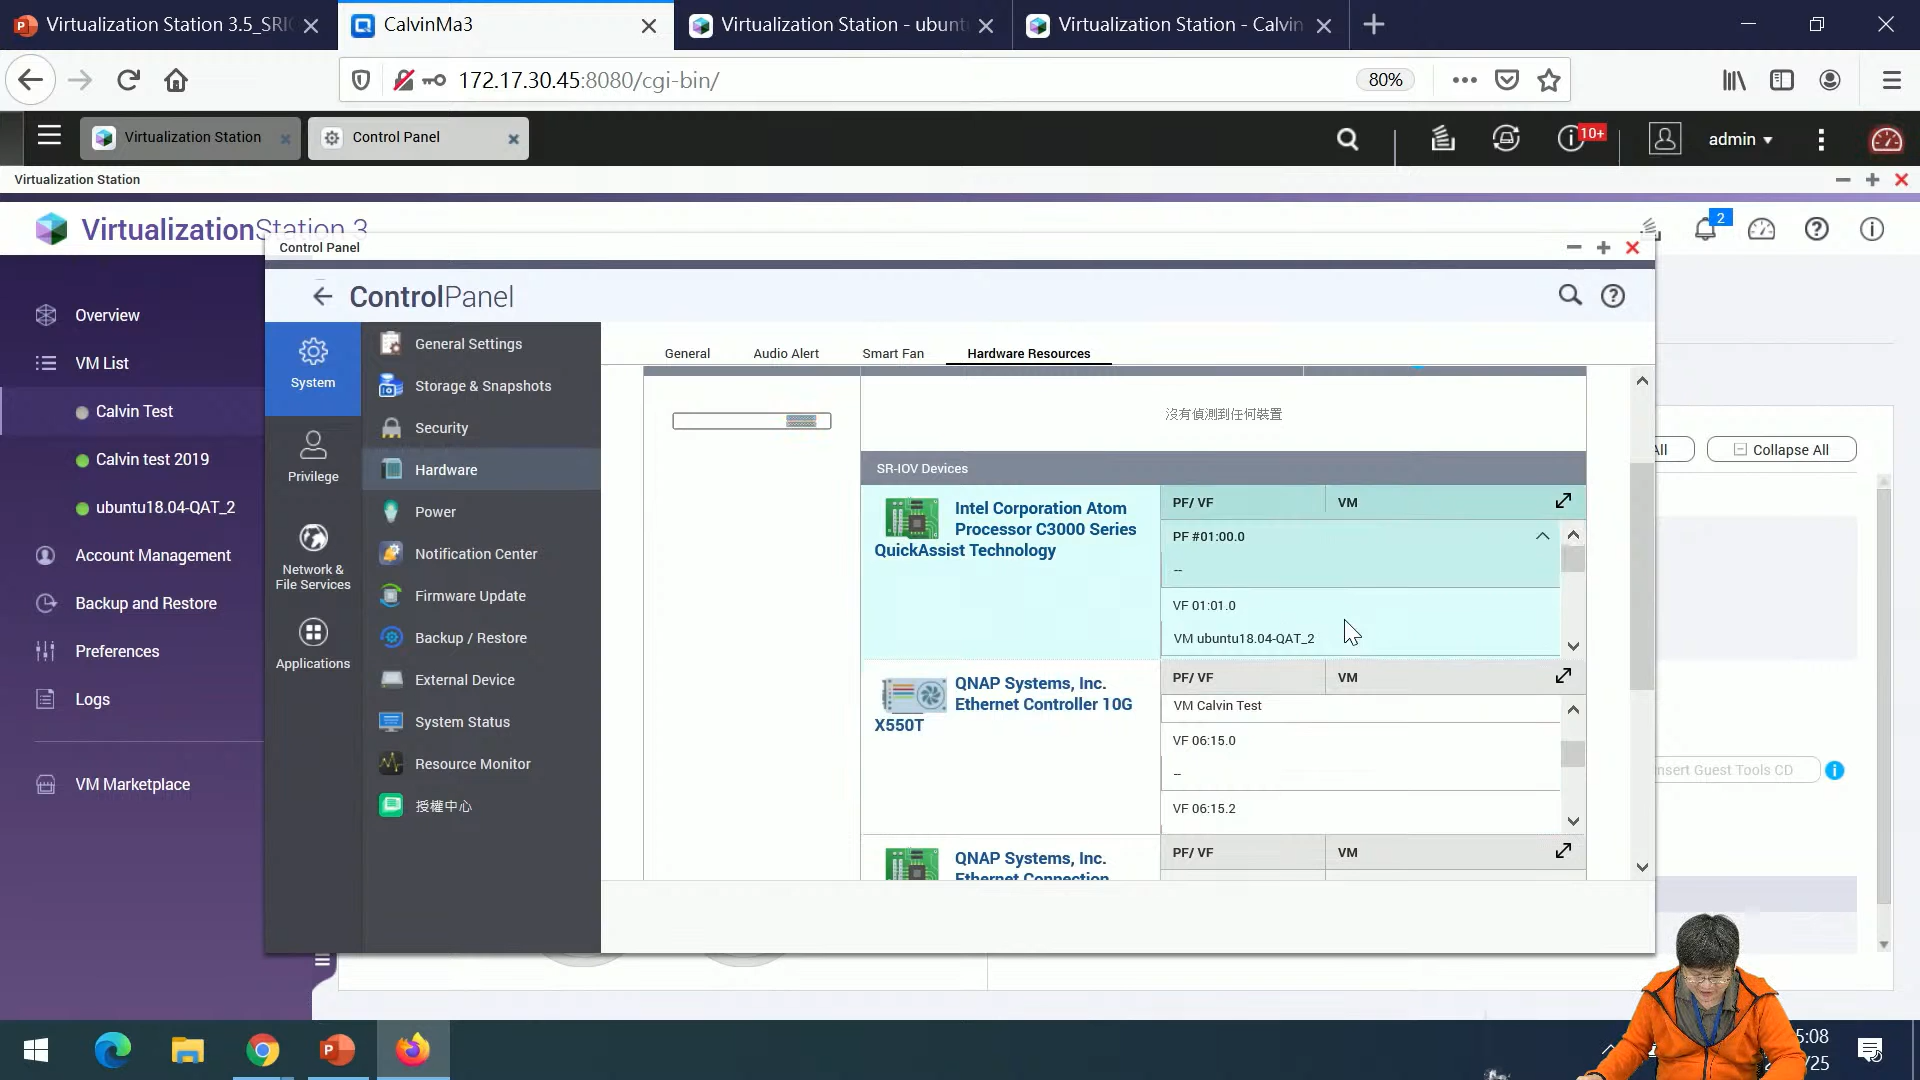 Virtualization Station 3.5_SRI
CalvinMa3
Virtualization Station - ubunt
Virtualization Station - Calvin
172.17.30.45:8080/cgi-bin/
80%
Virtualization Station
Control Panel
10+
admin
Virtualization Station
VirtualizationStation 3
2
Control Panel
ControlPanel
Overview
VM List
Calvin Test
Calvin test 2019
ubuntu18.04-QAT_2
Account Management
Backup and Restore
Preferences
Logs
VM Marketplace
System
Privilege
Network &
File Services
Applications
General Settings
Storage & Snapshots
Security
Hardware
Power
Notification Center
Firmware Update
Backup / Restore
External Device
System Status
Resource Monitor
授權中心
General
Audio Alert
Smart Fan
Hardware Resources
沒有偵測到任何裝置
SR-IOV Devices
Intel Corporation Atom
Processor C3000 Series
QuickAssist Technology
PF/ VF
VM
PF #01:00.0
--
VF 01:01.0
VM ubuntu18.04-QAT_2
QNAP Systems, Inc.
Ethernet Controller 10G
X550T
PF/ VF
VM
VM Calvin Test
VF 06:15.0
--
VF 06:15.2
QNAP Systems, Inc.
Ethernet Connection
PF/ VF
VM
All
Collapse All
nsert Guest Tools CD
5:08
/25